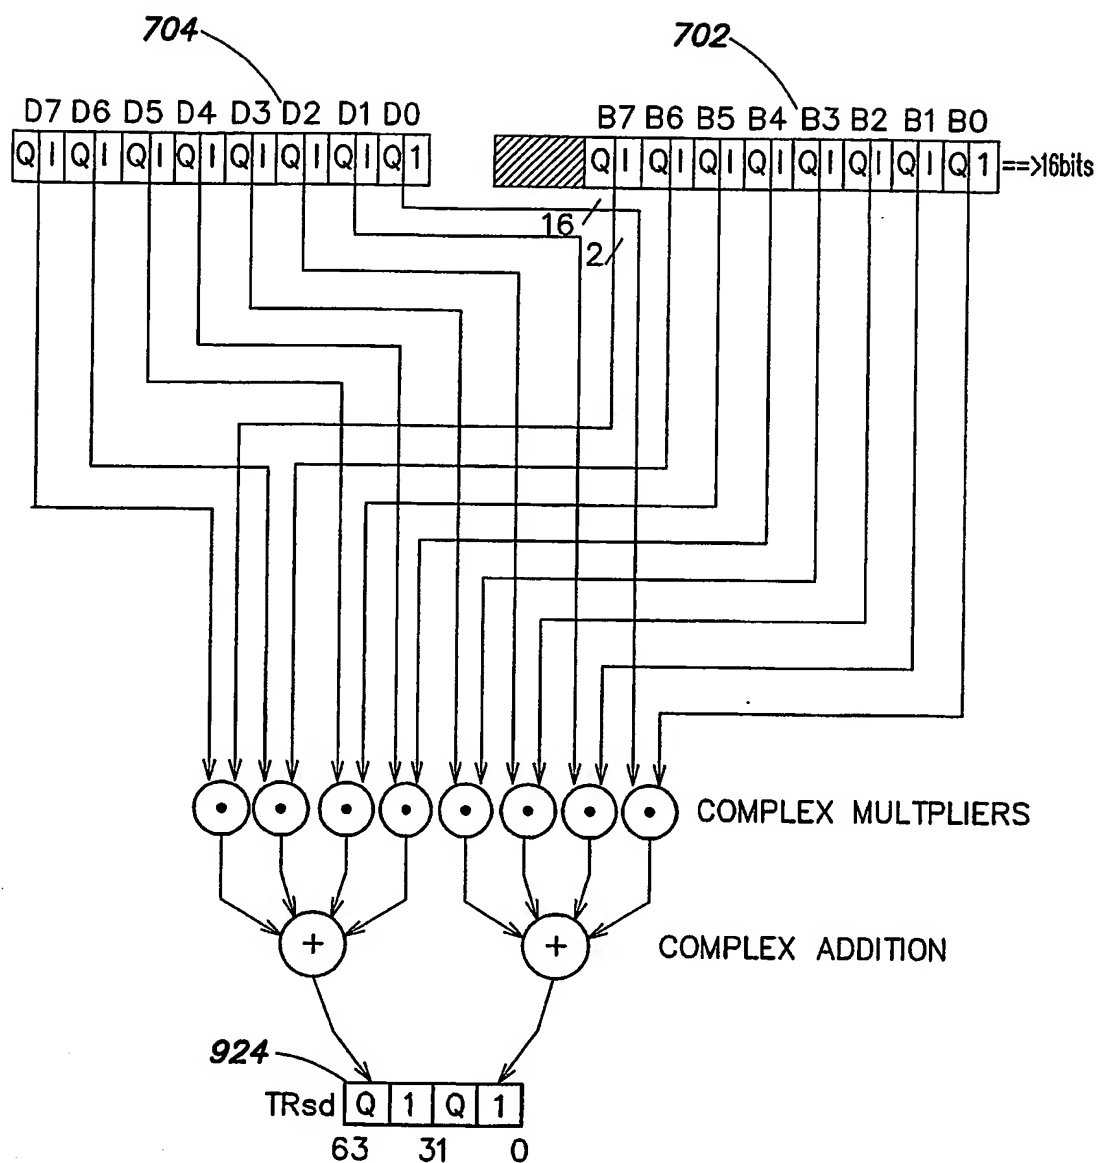 704 702
D7 D6 D5 D4 D3 D2 D1 D0 B7 B6 B5 B4 B3 B2 B1 B0
Q I Q I Q I Q I Q I Q I Q I Q 1 Q I Q I Q I Q I Q I Q I Q I Q 1 ==>16bits
16
2
COMPLEX MULTPLIERS
+ + COMPLEX ADDITION
924
TRsd Q 1 Q 1
63 31 0